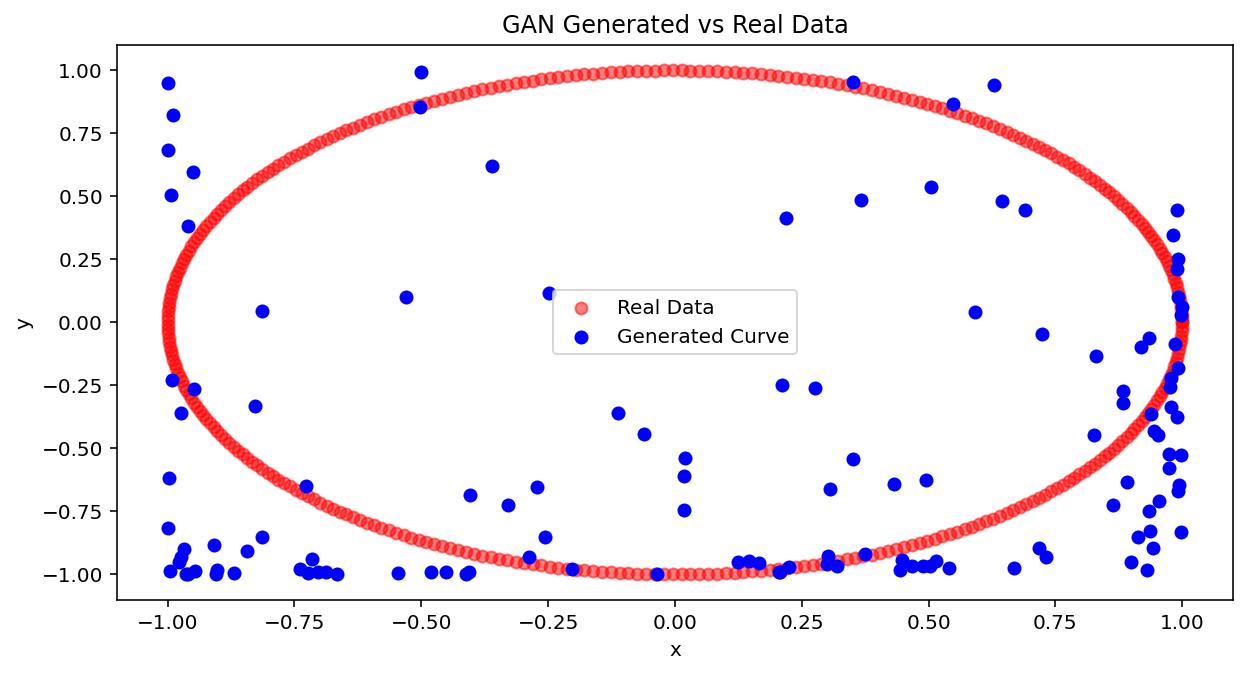 GAN Generated vs Real Data
1.00
0.75
0.50
0.25
0.00
−0.25
−0.50
−0.75
−1.00
y
Real Data
Generated Curve
−1.00 −0.75 −0.50 −0.25 0.00 0.25 0.50 0.75 1.00
x